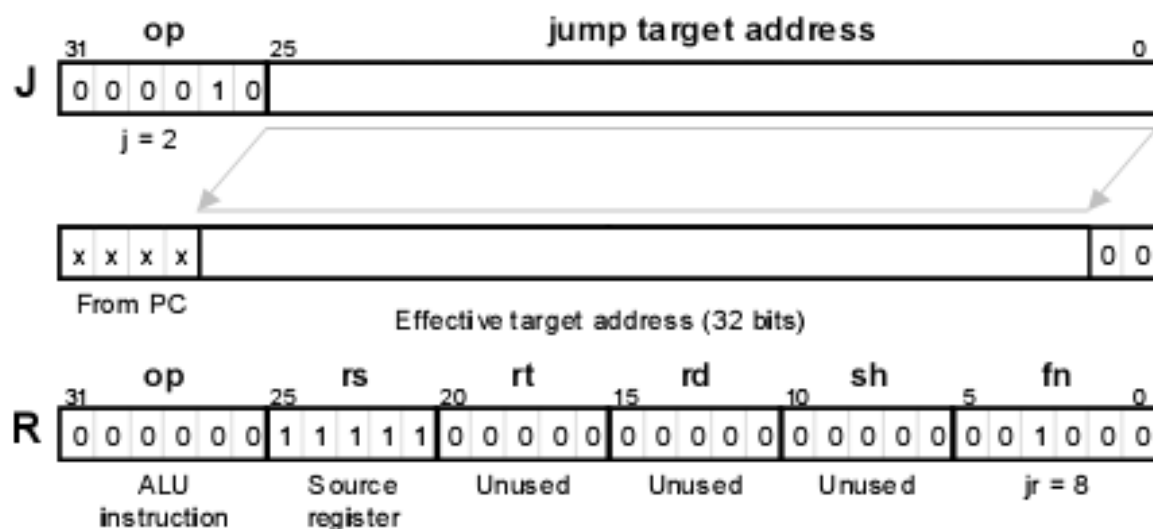 op jump target address
31 25 0
J 0 0 0 0 1 0
j = 2
x x x x 0 0
From PC
Effective target address (32 bits)
op rs rt rd sh fn
31 25 20 15 10 5 0
R 0 0 0 0 0 0 1 1 1 1 1 0 0 0 0 0 0 0 0 0 0 0 0 0 0 0 0 0 1 0 0 0
ALU Source Unused Unused Unused jr = 8
instruction register